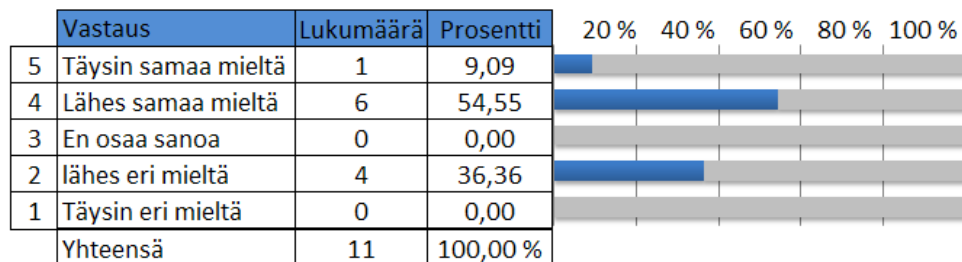 Vastaus Lukumäärä Prosentti 20 % 40 % 60 % 80 % 100 %
5 Täysin samaa mieltä 1 9,09
4 Lähes samaa mieltä 6 54,55
3 En osaa sanoa 0 0,00
2 lähes eri mieltä 4 36,36
1 Täysin eri mieltä 0 0,00
Yhteensä 11 100,00 %